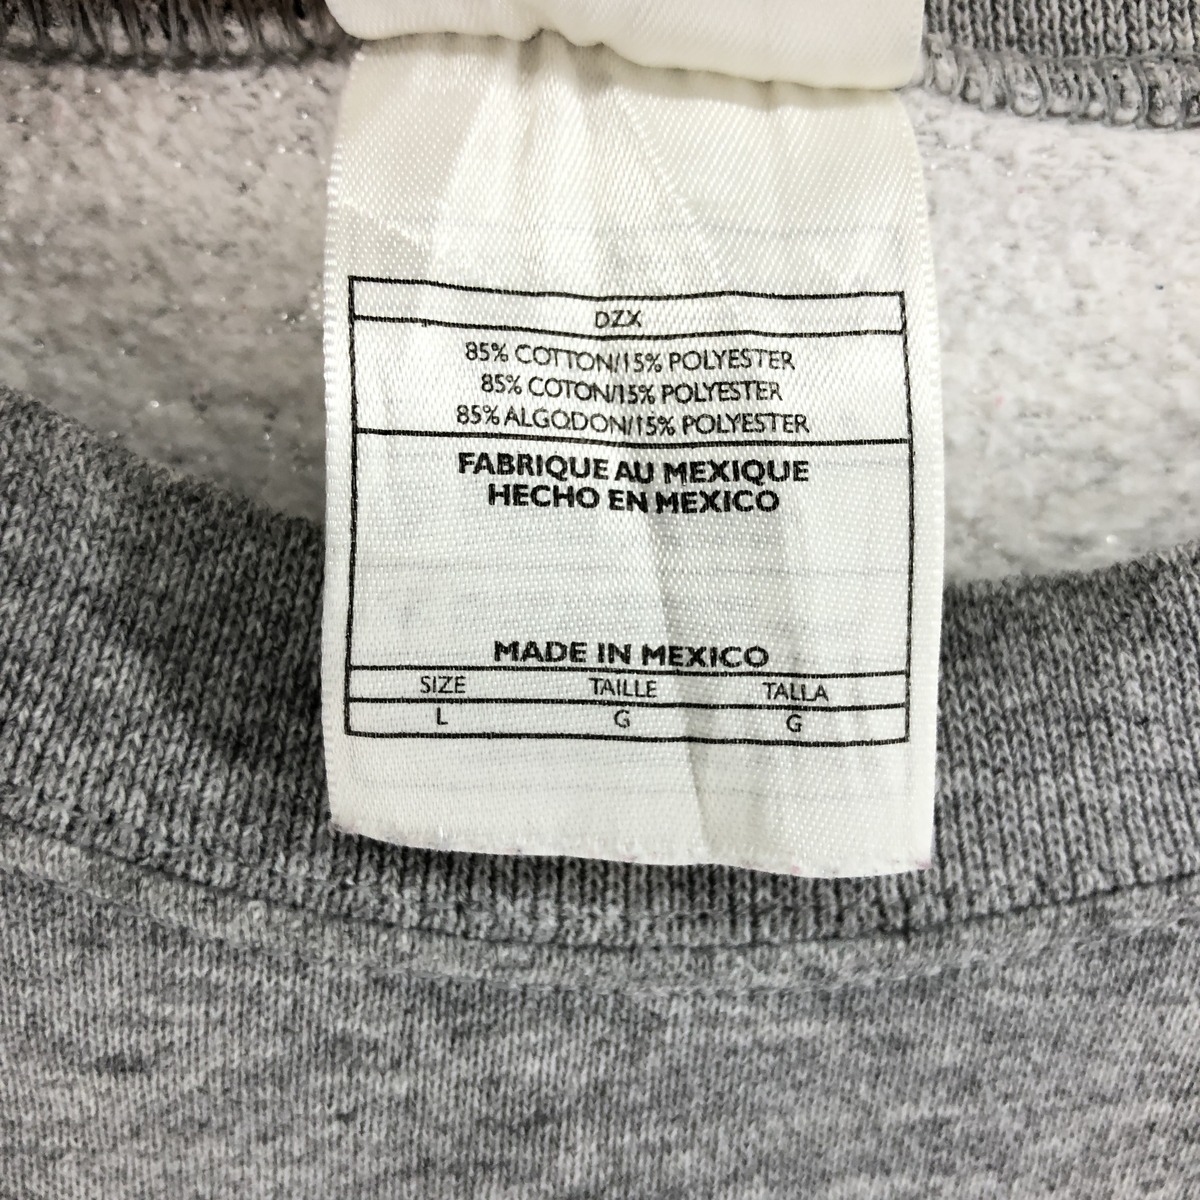 DZX
85% COTTON/15% POLYESTER
85% COTON/15% POLYESTER
85% ALGODON/15% POLYESTER
FABRIQUE AU MEXIQUE
HECHO EN MEXICO
MADE IN MEXICO
SIZE TAILLE TALLA
L G G